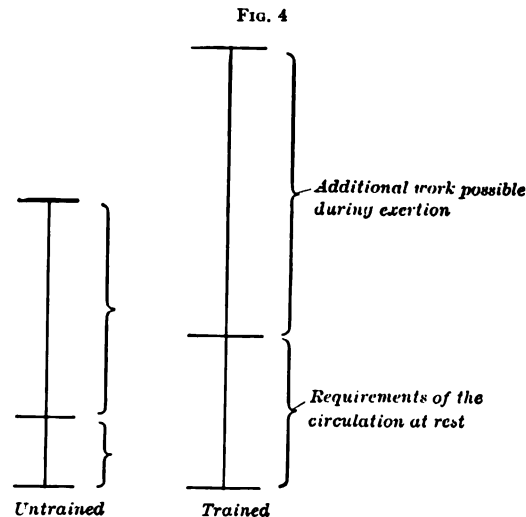 FIG. 4
Additional work possible
during exertion
Requirements of the
circulation at rest
Untrained
Trained